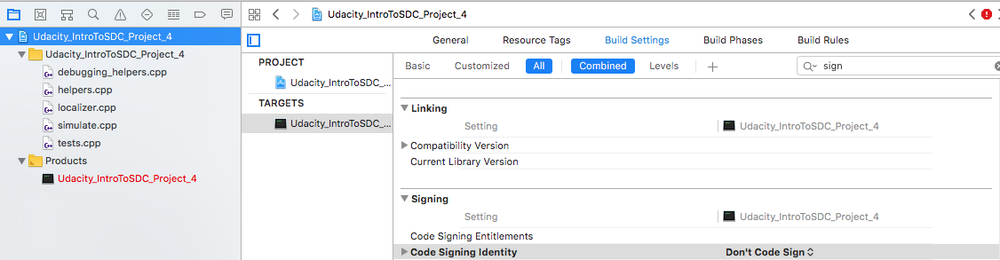 Udacity_IntroToSDC_Project_4
Udacity_IntroToSDC_Project_4
Udacity_IntroToSDC_Project_4
debugging_helpers.cpp
helpers.cpp
localizer.cpp
simulate.cpp
tests.cpp
Products
Udacity_IntroToSDC_Project_4
General Resource Tags Build Settings Build Phases Build Rules
PROJECT
Udacity_IntroToSDC_...
TARGETS
Udacity_IntroToSDC_...
Basic Customized All Combined Levels + sign
Linking
Setting Udacity_IntroToSDC_Project_4
Compatibility Version
Current Library Version
Signing
Setting Udacity_IntroToSDC_Project_4
Code Signing Entitlements
Code Signing Identity Don't Code Sign